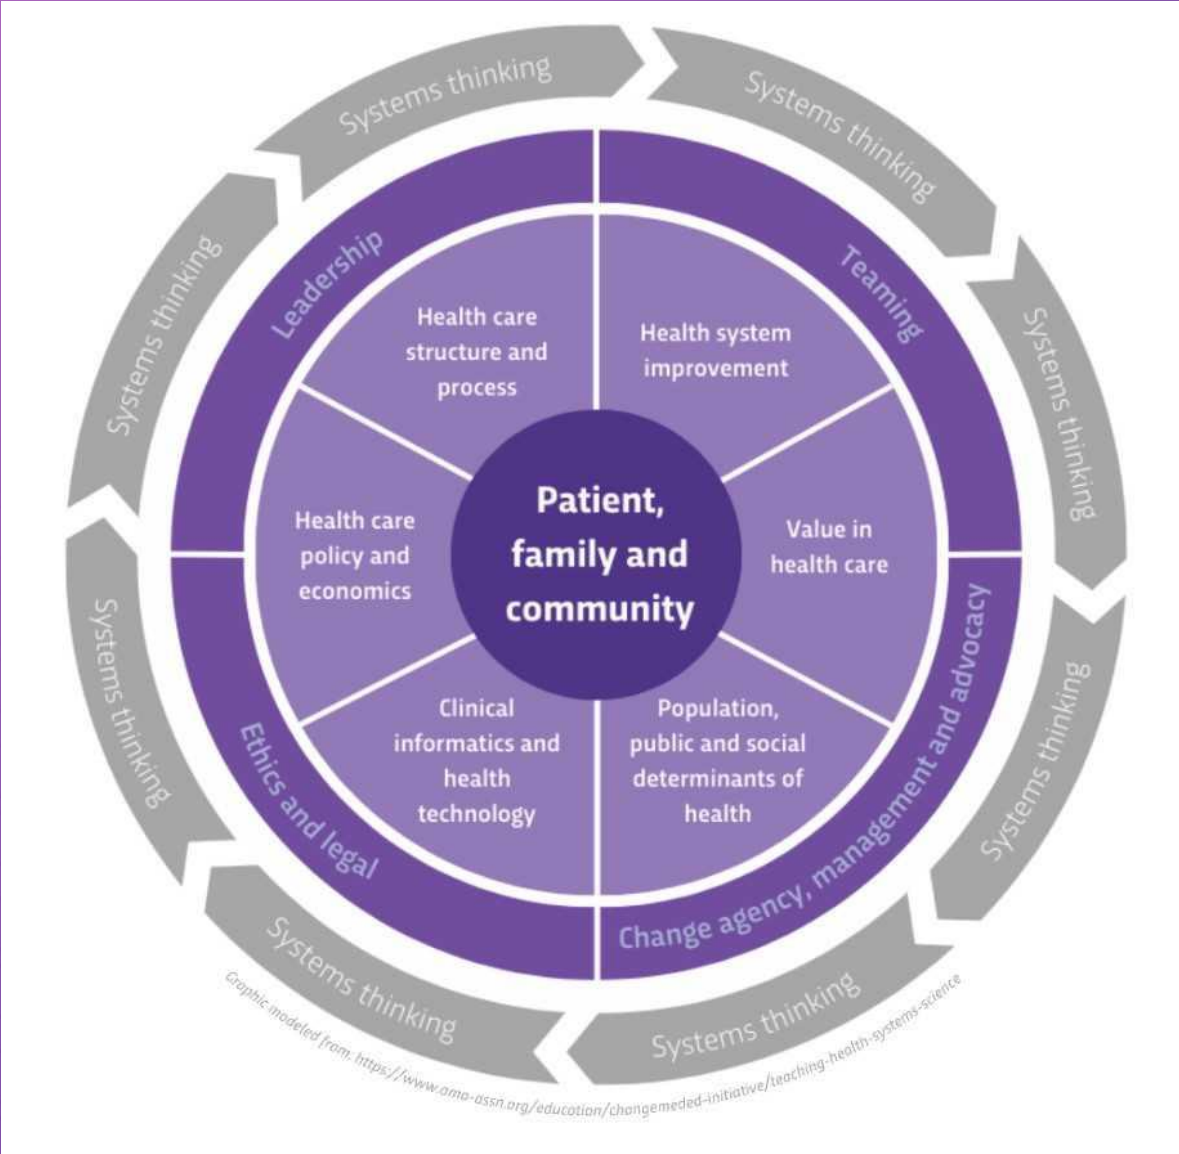 Systems thinking
Systems thinking
Systems thinking
Systems thinking
Systems thinking
Systems thinking
Systems thinking
Systems thinking
Systems thinking
Leadership
Teaming
Change agency, management and advocacy
Ethics and legal
Health care
structure and
process
Health system
improvement
Value in
health care
Population,
public and social
determinants of
health
Clinical
informatics and
health
technology
Health care
policy and
economics
Patient,
family and
community
Graphic modeled from. https://www.ama-assn.org/education/changemeded-initiative/teaching-health-systems-science